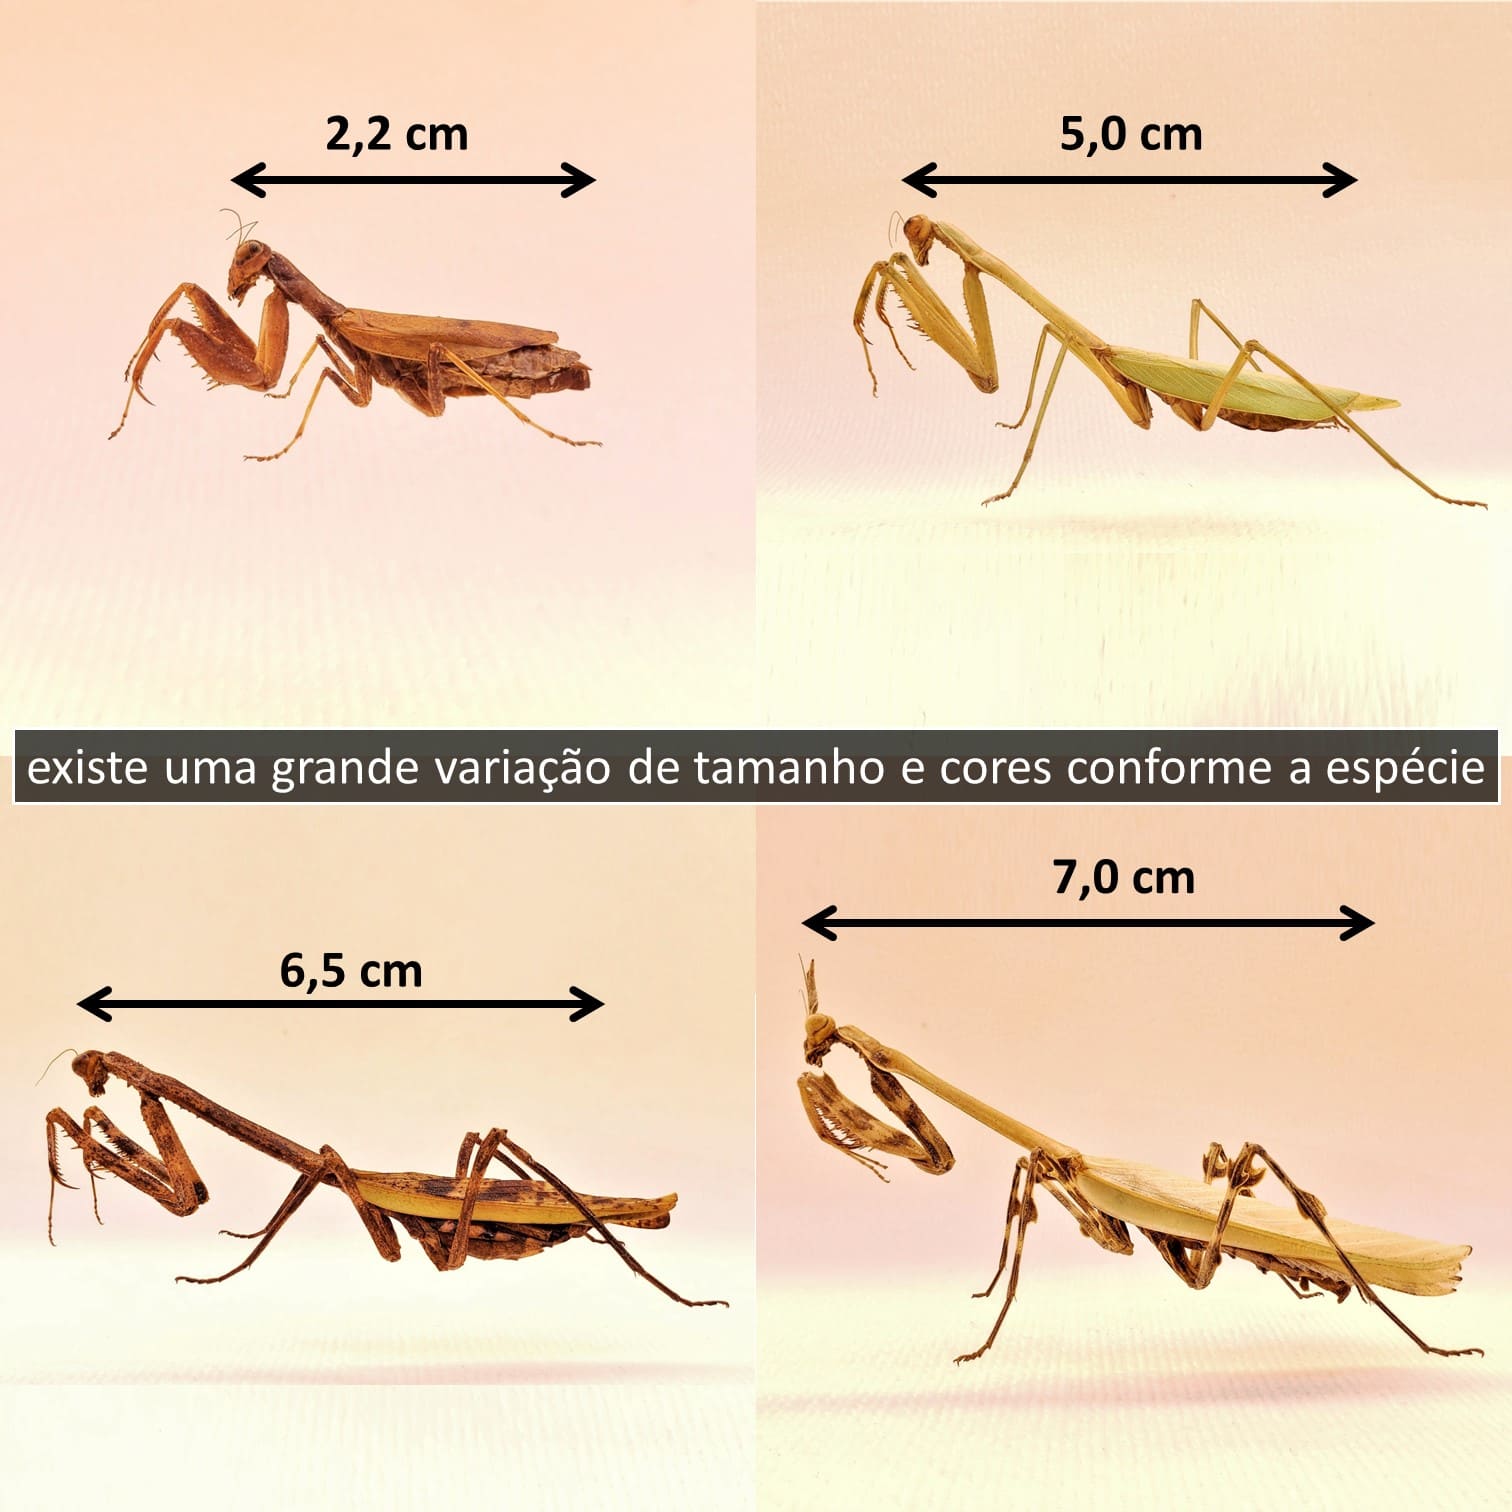 2,2 cm
5,0 cm
existe uma grande variação de tamanho e cores conforme a espécie
6,5 cm
7,0 cm